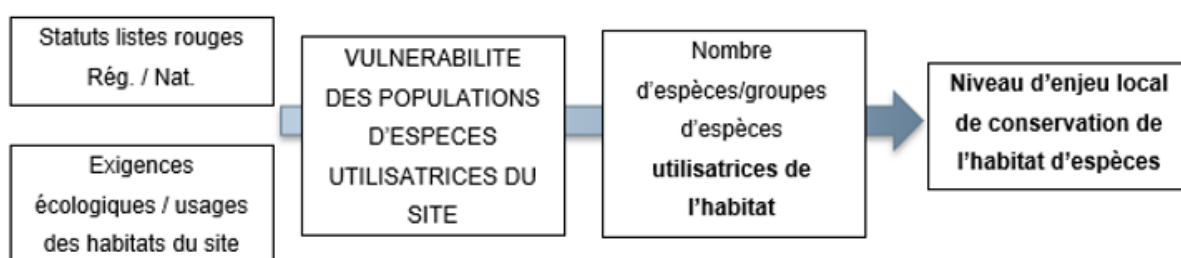 Statuts listes rouges
Rég. / Nat.
Exigences
écologiques / usages
des habitats du site
VULNERABILITE
DES POPULATIONS
D'ESPECES
UTILISATRICES DU
SITE
Nombre
d'espèces/groupes
d'espèces
utilisatrices de
l'habitat
Niveau d'enjeu local
de conservation de
l'habitat d'espèces